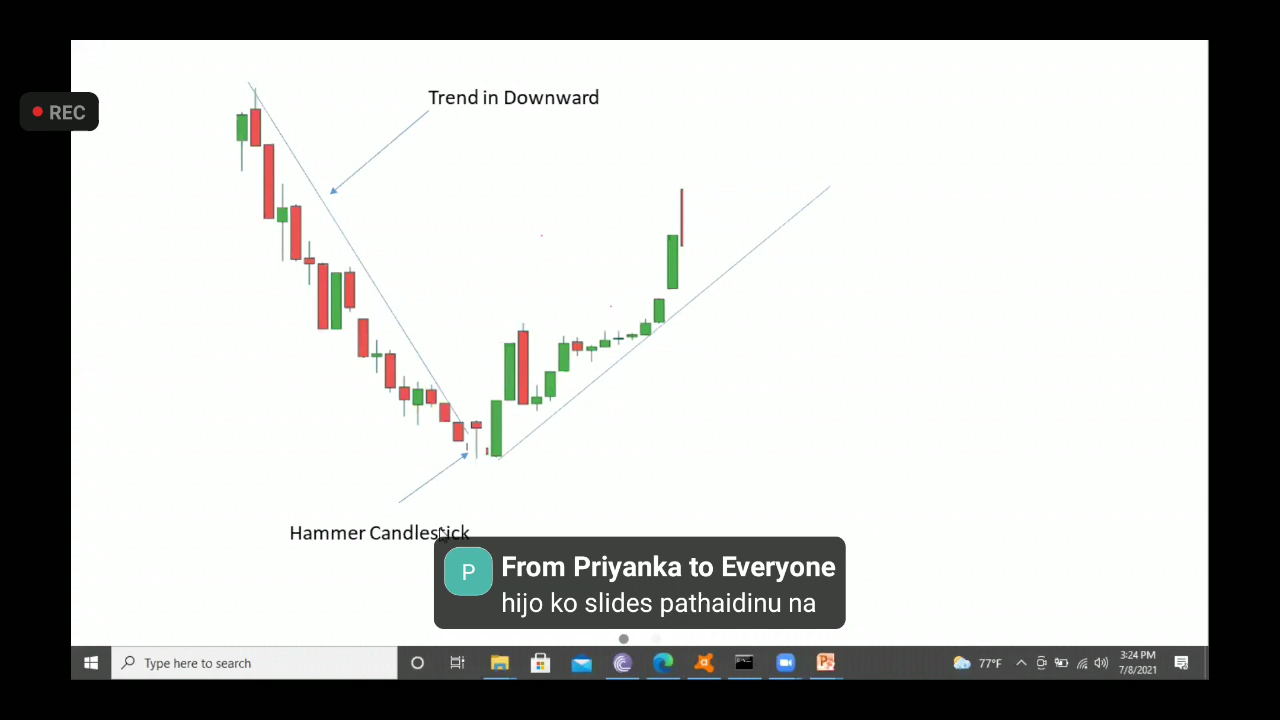 Trend in Downward
REC
Hammer Candlestick
P
From Priyanka to Everyone
hijo ko slides pathaidinu na
Type here to search
77°F
3:24 PM
7/8/2021